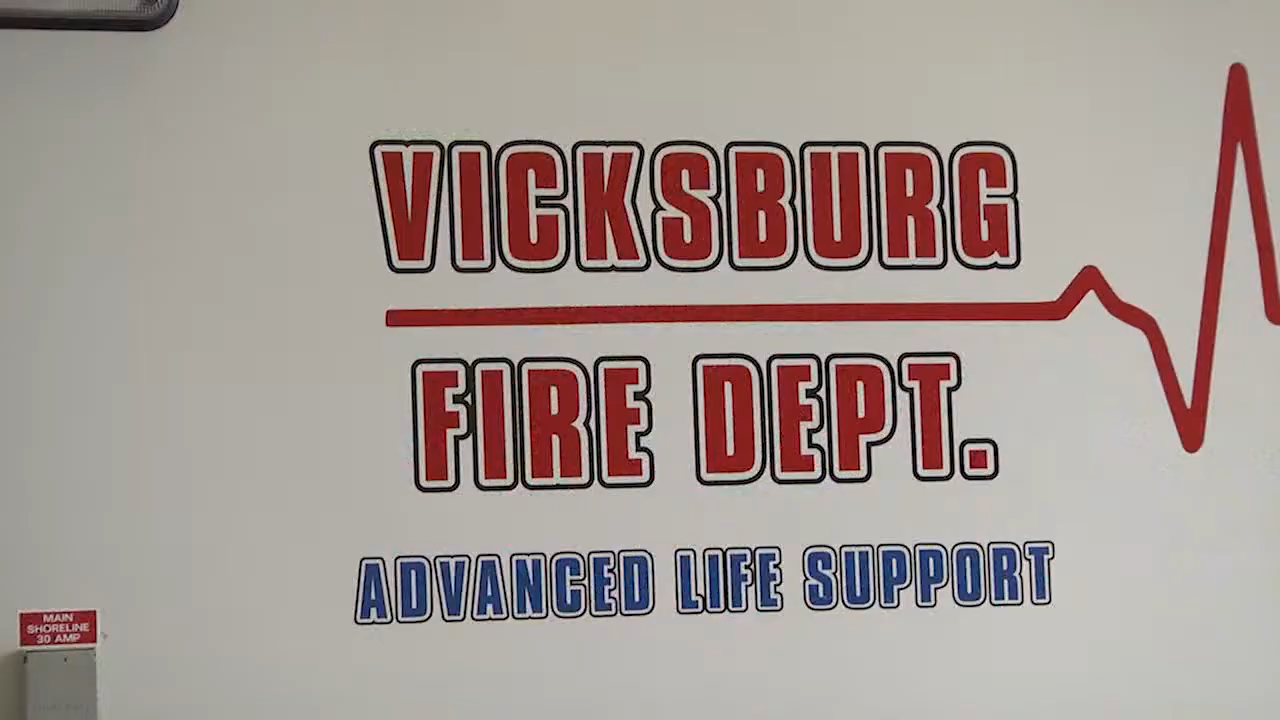 VICKSBURG
FIRE DEPT.
ADVANCED LIFE SUPPORT
MAIN
SHORELINE
30 AMP